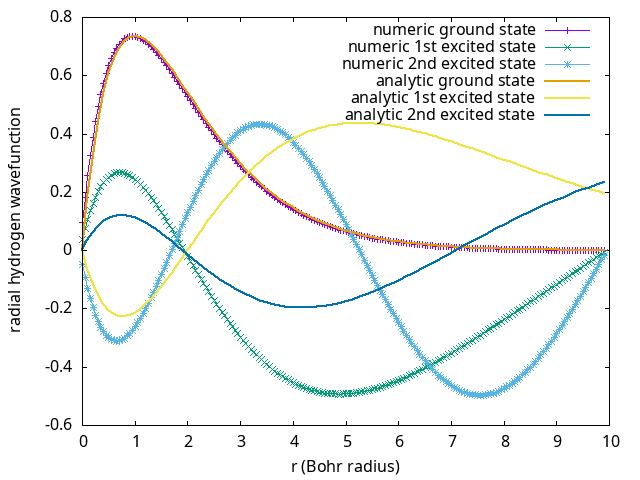 numeric ground state
numeric 1st excited state
numeric 2nd excited state
analytic ground state
analytic 1st excited state
analytic 2nd excited state
0.8
0.6
0.4
0.2
0
-0.2
-0.4
-0.6
radial hydrogen wavefunction
0 1 2 3 4 5 6 7 8 9 10
r (Bohr radius)